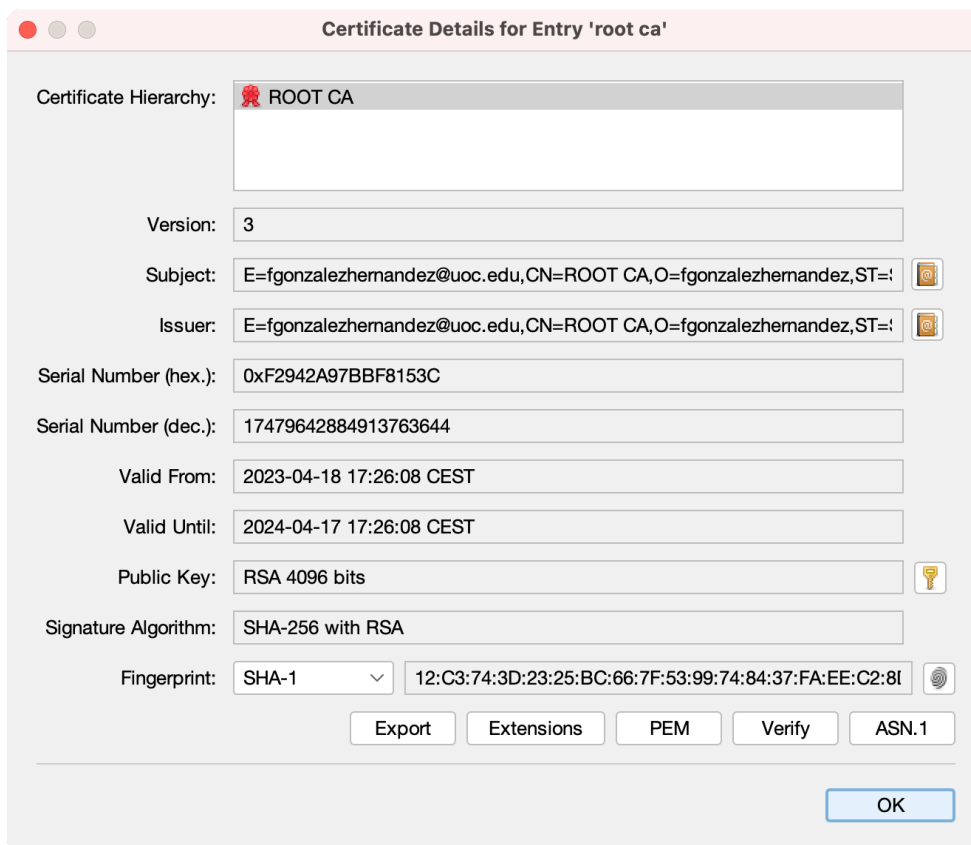 Certificate Details for Entry 'root ca'
Certificate Hierarchy: ROOT CA
Version: 3
Subject: E=fgonzalezhernandez@uoc.edu,CN=ROOT CA,O=fgonzalezhernandez,ST=
Issuer: E=fgonzalezhernandez@uoc.edu,CN=ROOT CA,O=fgonzalezhernandez,ST=
Serial Number (hex.): 0xF2942A97BBF8153C
Serial Number (dec.): 17479642884913763644
Valid From: 2023-04-18 17:26:08 CEST
Valid Until: 2024-04-17 17:26:08 CEST
Public Key: RSA 4096 bits
Signature Algorithm: SHA-256 with RSA
Fingerprint: SHA-1 12:C3:74:3D:23:25:BC:66:7F:53:99:74:84:37:FA:EE:C2:8
Export Extensions PEM Verify ASN.1
OK